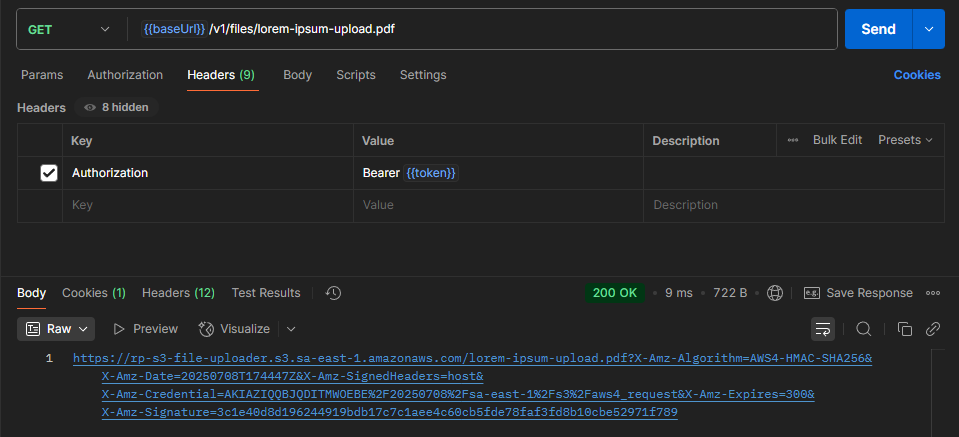 GET {{baseUrl}} /v1/files/lorem-ipsum-upload.pdf Send
Params Authorization Headers (9) Body Scripts Settings Cookies
Headers 8 hidden
Key Value Description ••• Bulk Edit Presets
Authorization Bearer {{token}}
Key Value Description
Body Cookies (1) Headers (12) Test Results 200 OK • 9 ms • 722 B e.g. Save Response •••
Raw Preview Visualize
1 https://rp-s3-file-uploader.s3.sa-east-1.amazonaws.com/lorem-ipsum-upload.pdf?X-Amz-Algorithm=AWS4-HMAC-SHA256&
X-Amz-Date=20250708T174447Z&X-Amz-SignedHeaders=host&
X-Amz-Credential=AKIAZIQQBJQDITMWOEBE%2F20250708%2Fsa-east-1%2Fs3%2Faws4_request&X-Amz-Expires=300&
X-Amz-Signature=3c1e40d8d196244919bdb17c7c1aee4c60cb5fde78faf3fd8b10cbe52971f789